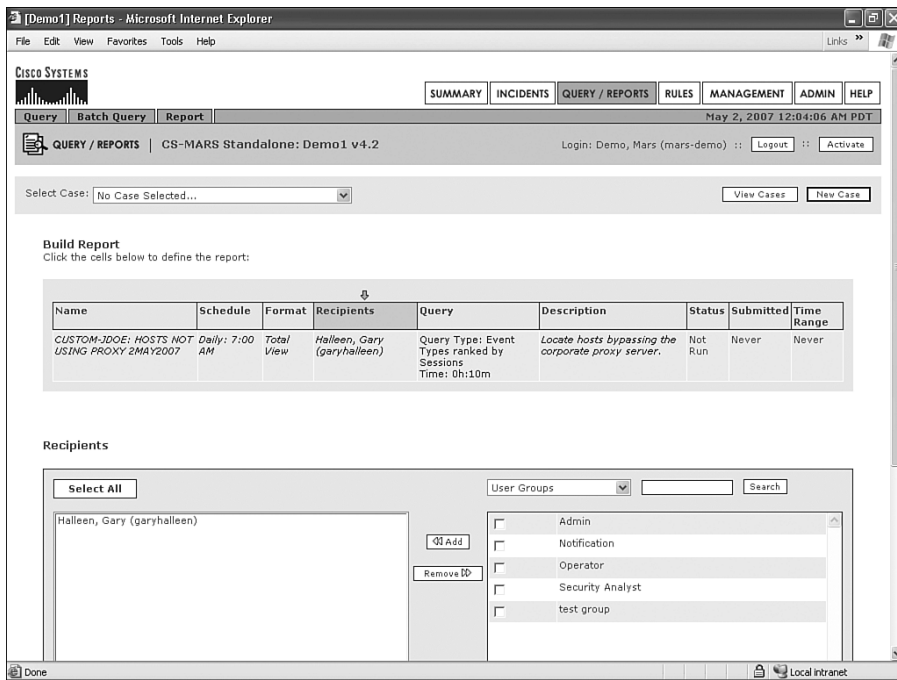 [Demo1] Reports - Microsoft Internet Explorer
File Edit View Favorites Tools Help
Links »
CISCO SYSTEMS
SUMMARY INCIDENTS QUERY / REPORTS RULES MANAGEMENT ADMIN HELP
Query Batch Query Report May 2, 2007 12:04:06 AM PDT
QUERY / REPORTS | CS-MARS Standalone: Demo1 v4.2 Login: Demo, Mars (mars-demo) :: Logout :: Activate
Select Case: No Case Selected... View Cases New Case
Build Report
Click the cells below to define the report:
Name Schedule Format Recipients Query Description Status Submitted Time Range
CUSTOM-JDOE: HOSTS NOT USING PROXY 2MAY2007
Daily: 7:00 AM
Total View
Halleen, Gary (garyhalleen)
Query Type: Event Types ranked by Sessions
Time: 0h:10m
Locate hosts bypassing the corporate proxy server.
Not Run
Never
Never
Recipients
Select All
User Groups Search
Halleen, Gary (garyhalleen)
Add
Remove
Admin
Notification
Operator
Security Analyst
test group
Done
Local intranet